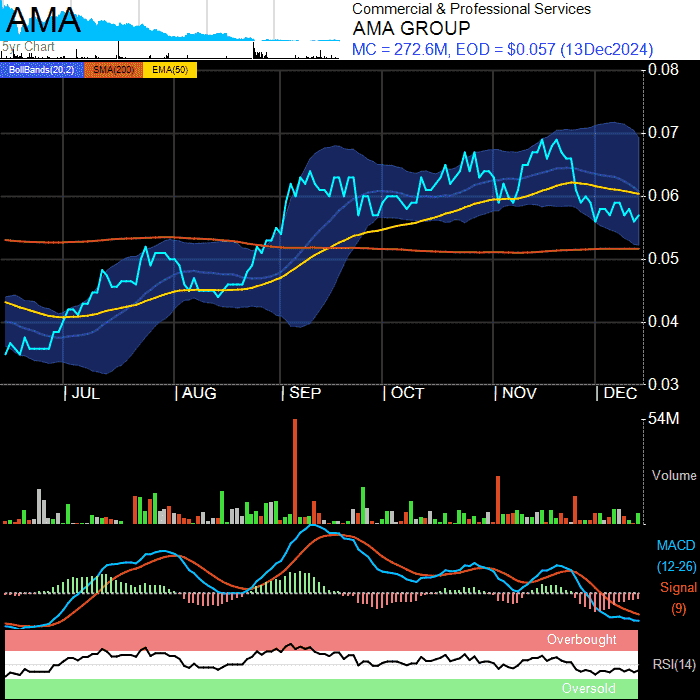 AMA
5yr Chart
Commercial & Professional Services
AMA GROUP
MC = 272.6M, EOD = $0.057 (13Dec2024)
BollBands(20,2) SMA(200) EMA(50)
0.08
0.07
0.06
0.05
0.04
0.03
JUL AUG SEP OCT NOV DEC
54M
Volume
MACD
(12-26)
Signal
(9)
Overbought
RSI(14)
Oversold